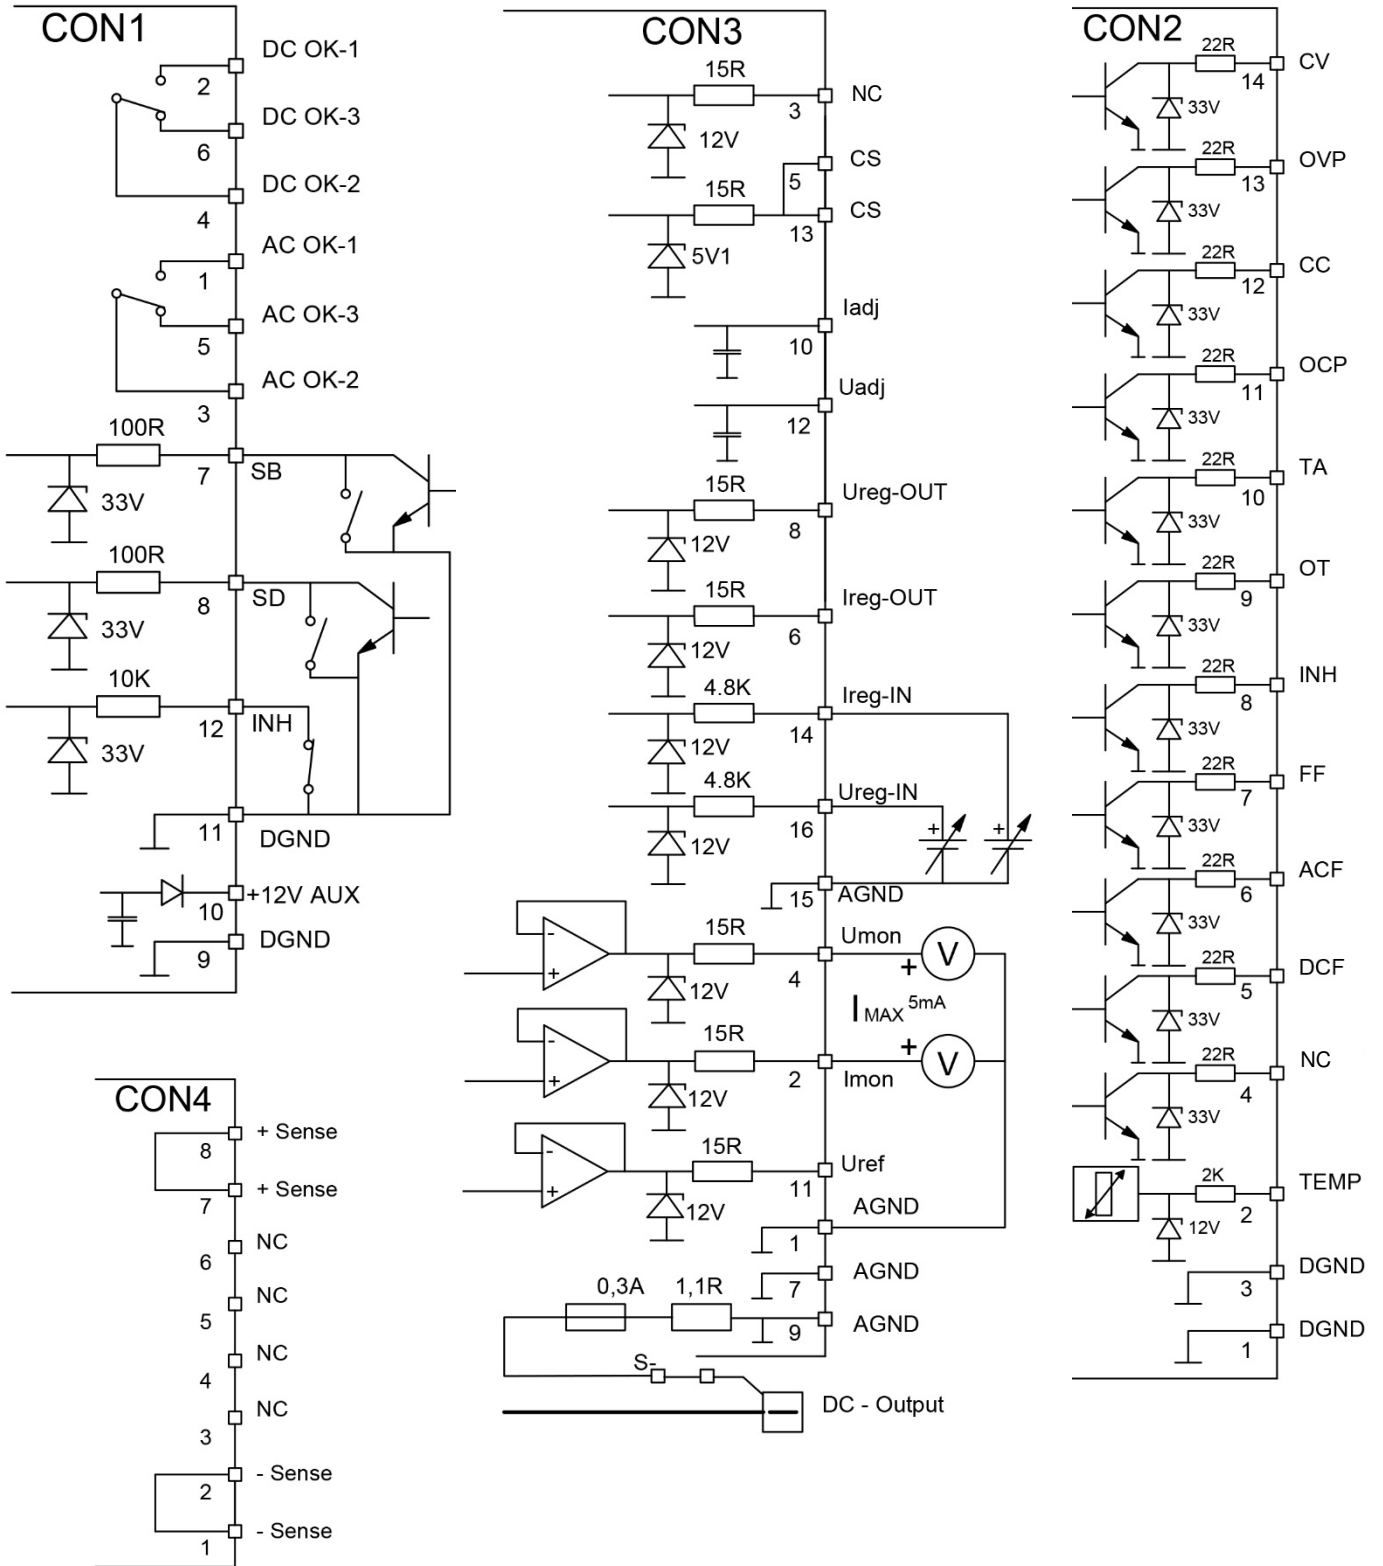 CON1
DC OK-1
2
DC OK-3
6
DC OK-2
4
AC OK-1
1
AC OK-3
5
AC OK-2
3
100R
7
SB
33V
100R
8
SD
33V
10K
12
INH
33V
11
DGND
10
+12V AUX
9
DGND
CON4
8
+ Sense
7
+ Sense
6
NC
5
NC
4
NC
3
NC
2
- Sense
1
- Sense
CON3
15R
3
NC
12V
CS
5
15R
13
CS
5V1
Iadj
10
Uadj
12
15R
8
Ureg-OUT
12V
15R
6
Ireg-OUT
12V
4.8K
14
Ireg-IN
12V
4.8K
16
Ureg-IN
12V
+
+
15
AGND
-
+
15R
4
Umon
+
V
12V
IMAX 5mA
-
+
15R
2
Imon
+
V
12V
-
+
15R
11
Uref
12V
AGND
1
AGND
7
0,3A
1,1R
9
AGND
S-
DC - Output
CON2
22R
14
CV
33V
22R
13
OVP
33V
22R
12
CC
33V
22R
11
OCP
33V
22R
10
TA
33V
22R
9
OT
33V
22R
8
INH
33V
22R
7
FF
33V
22R
6
ACF
33V
22R
5
DCF
33V
22R
4
NC
33V
2K
2
TEMP
12V
3
DGND
1
DGND